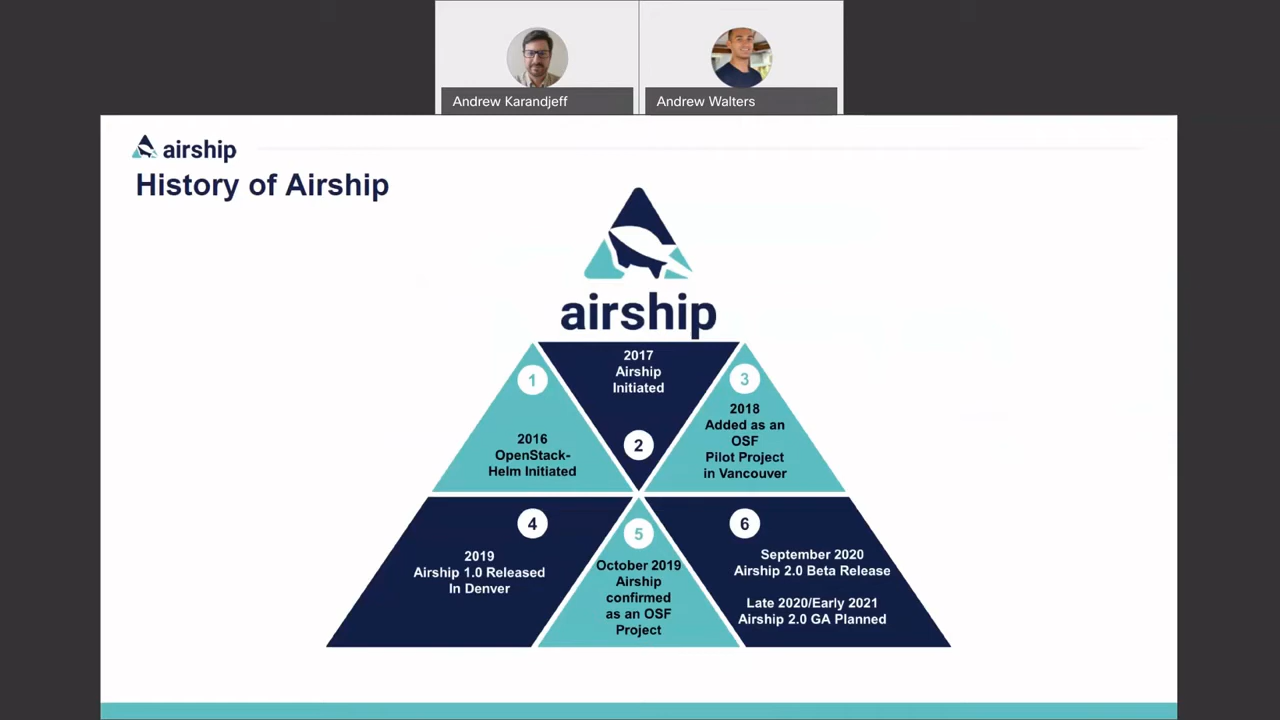 Andrew Karandjeff
Andrew Walters
airship
History of Airship
airship
1
2016
OpenStack-
Helm Initiated
2017
Airship
Initiated
2
3
2018
Added as an
OSF
Pilot Project
in Vancouver
4
2019
Airship 1.0 Released
In Denver
5
October 2019
Airship
confirmed
as an OSF
Project
6
September 2020
Airship 2.0 Beta Release
Late 2020/Early 2021
Airship 2.0 GA Planned